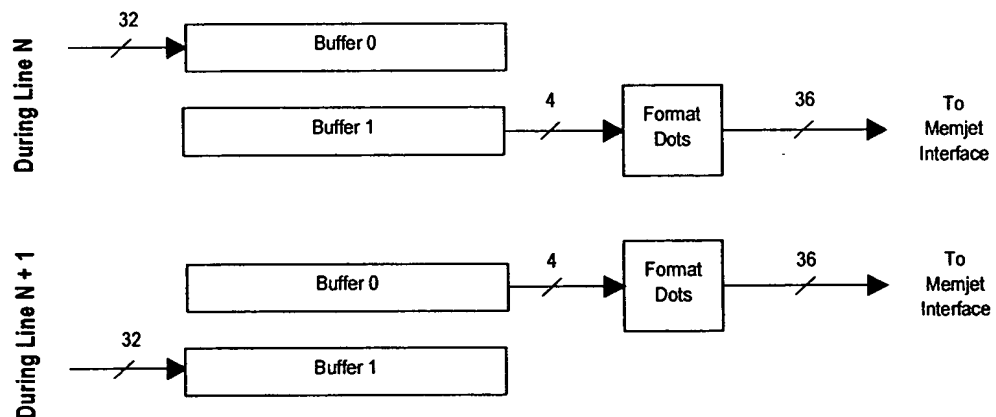 During Line N
32
Buffer 0
Buffer 1
4
Format
Dots
36
To
Memjet
Interface
During Line N + 1
Buffer 0
4
Format
Dots
36
To
Memjet
Interface
32
Buffer 1